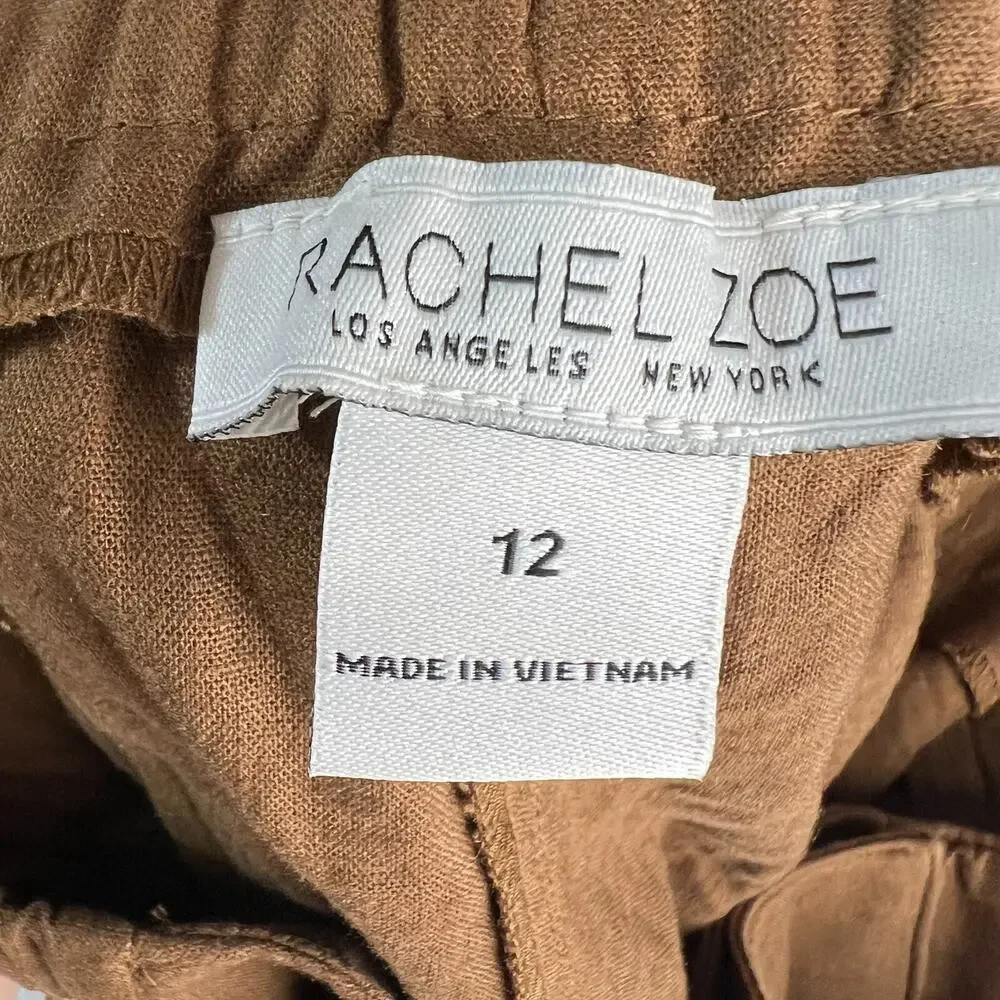 RACHEL ZOE
LOS ANGELES NEW YORK
12
MADE IN VIETNAM